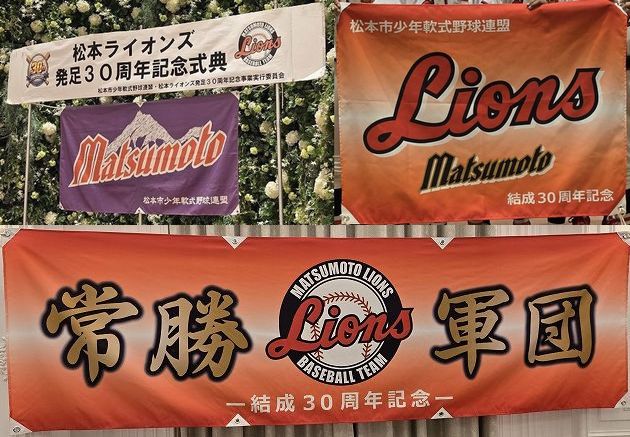 松本ライオンズ
発足30周年記念式典
30
MATSUMOTO LIONS
Lions
BASEBALL TEAM
松本市少年軟式野球連盟・松本ライオンズ発足30周年記念事業実行委員会
Matsumoto
松本市少年軟式野球連盟
松本市少年軟式野球連盟
Lions
Matsumoto
結成30周年記念
常勝
MATSUMOTO LIONS
Lions
BASEBALL TEAM
軍団
―結成30周年記念―